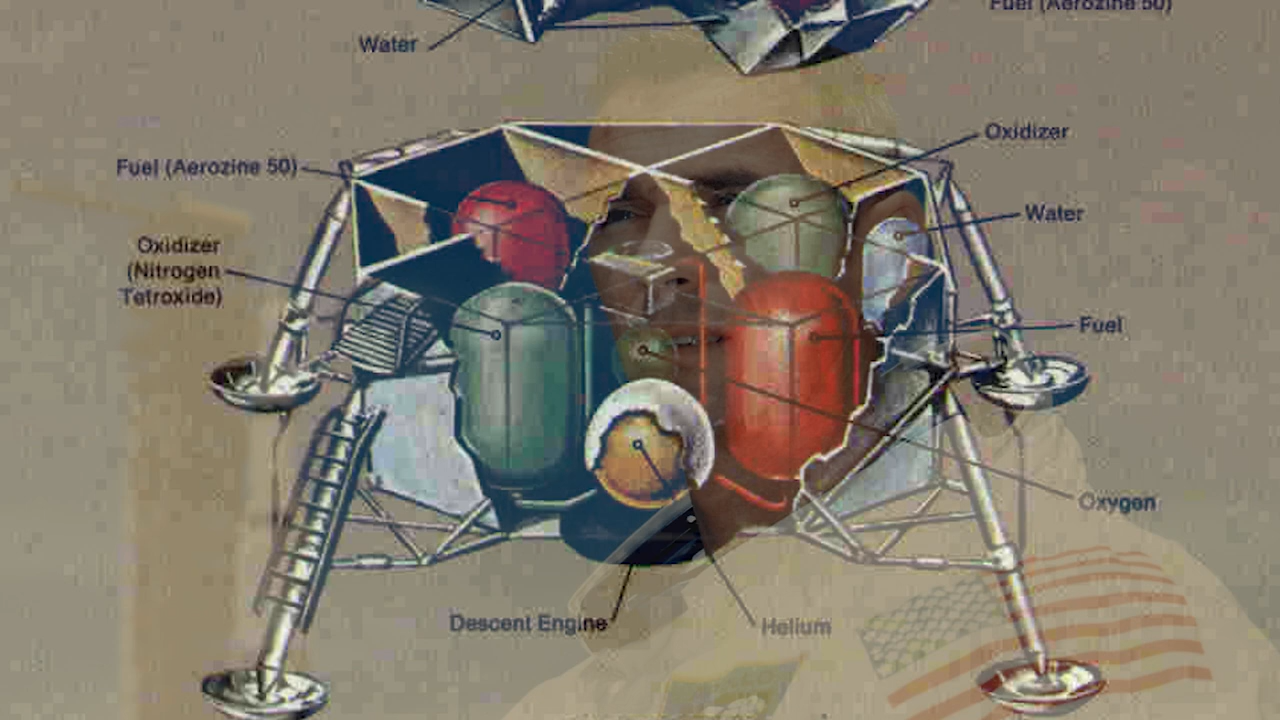 Fuel (Aerozine 50)
Water
Oxidizer
Fuel (Aerozine 50)
Water
Oxidizer
(Nitrogen
Tetroxide)
Fuel
Oxygen
Descent Engine
Helium